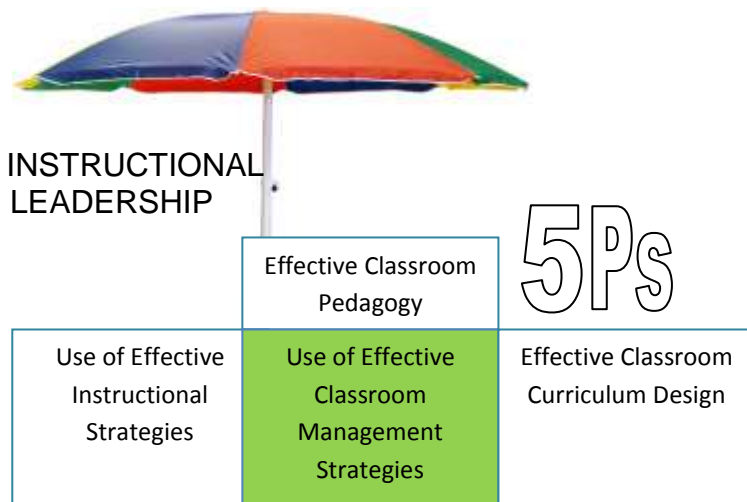 INSTRUCTIONAL
LEADERSHIP
5Ps
Effective Classroom
Pedagogy
Use of Effective
Instructional
Strategies
Use of Effective
Classroom
Management
Strategies
Effective Classroom
Curriculum Design